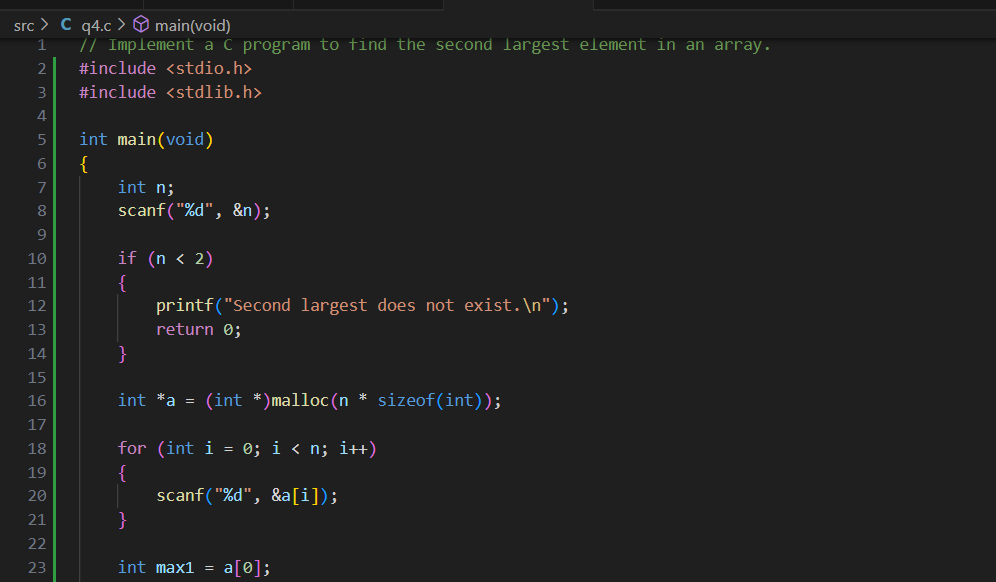 src > C q4.c > main(void)
1 // Implement a C program to find the second largest element in an array.
2 #include <stdio.h>
3 #include <stdlib.h>
4
5 int main(void)
6 {
7     int n;
8     scanf("%d", &n);
9
10     if (n < 2)
11     {
12         printf("Second largest does not exist.\n");
13         return 0;
14     }
15
16     int *a = (int *)malloc(n * sizeof(int));
17
18     for (int i = 0; i < n; i++)
19     {
20         scanf("%d", &a[i]);
21     }
22
23     int max1 = a[0];